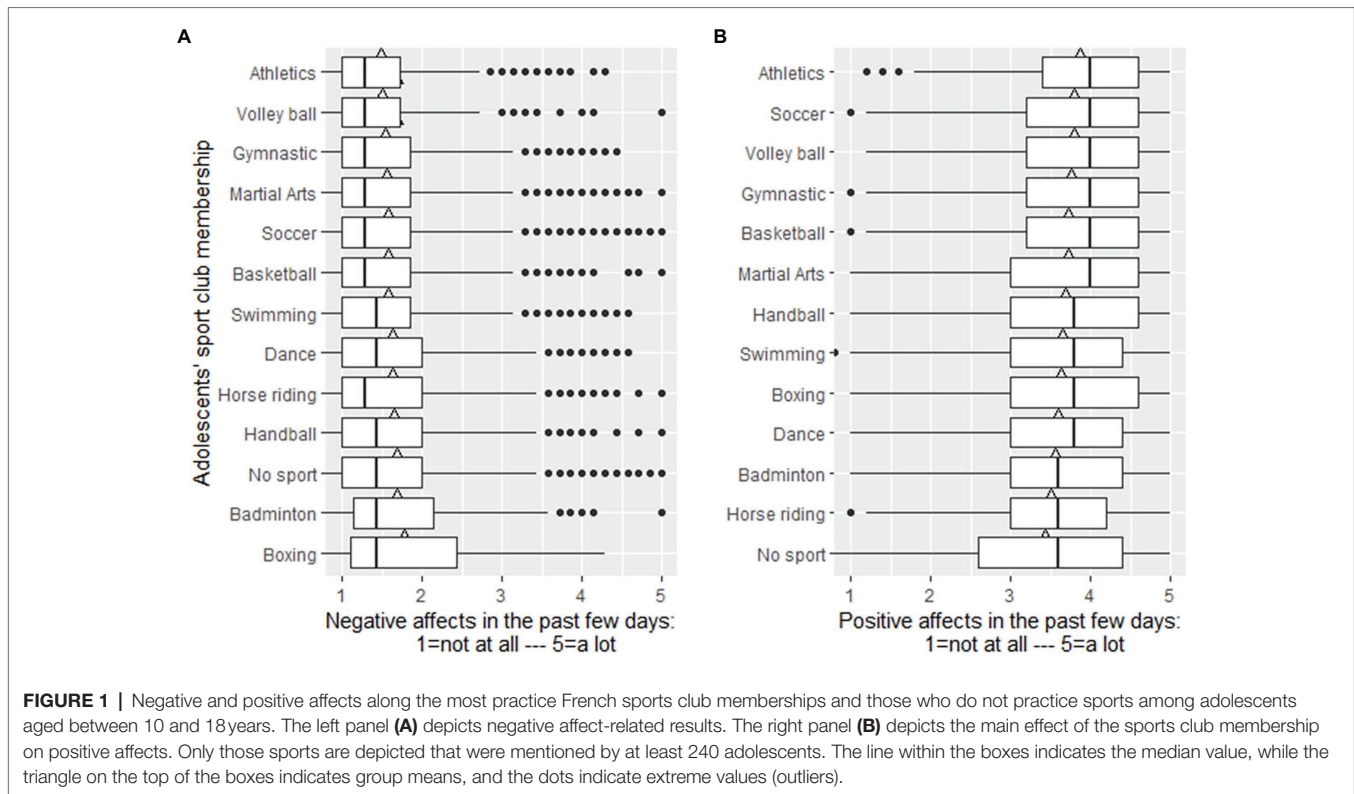 A
Athletics
Volley ball
Gymnastic
Martial Arts
Soccer
Basketball
Swimming
Dance
Horse riding
Handball
No sport
Badminton
Boxing
Adolescents' sport club membership
1 2 3 4 5
Negative affects in the past few days:
1=not at all --- 5=a lot
B
Athletics
Soccer
Volley ball
Gymnastic
Basketball
Martial Arts
Handball
Swimming
Boxing
Dance
Badminton
Horse riding
No sport
1 2 3 4 5
Positive affects in the past few days:
1=not at all --- 5=a lot
FIGURE 1 | Negative and positive affects along the most practice French sports club memberships and those who do not practice sports among adolescents
aged between 10 and 18 years. The left panel (A) depicts negative affect-related results. The right panel (B) depicts the main effect of the sports club membership
on positive affects. Only those sports are depicted that were mentioned by at least 240 adolescents. The line within the boxes indicates the median value, while the
triangle on the top of the boxes indicates group means, and the dots indicate extreme values (outliers).